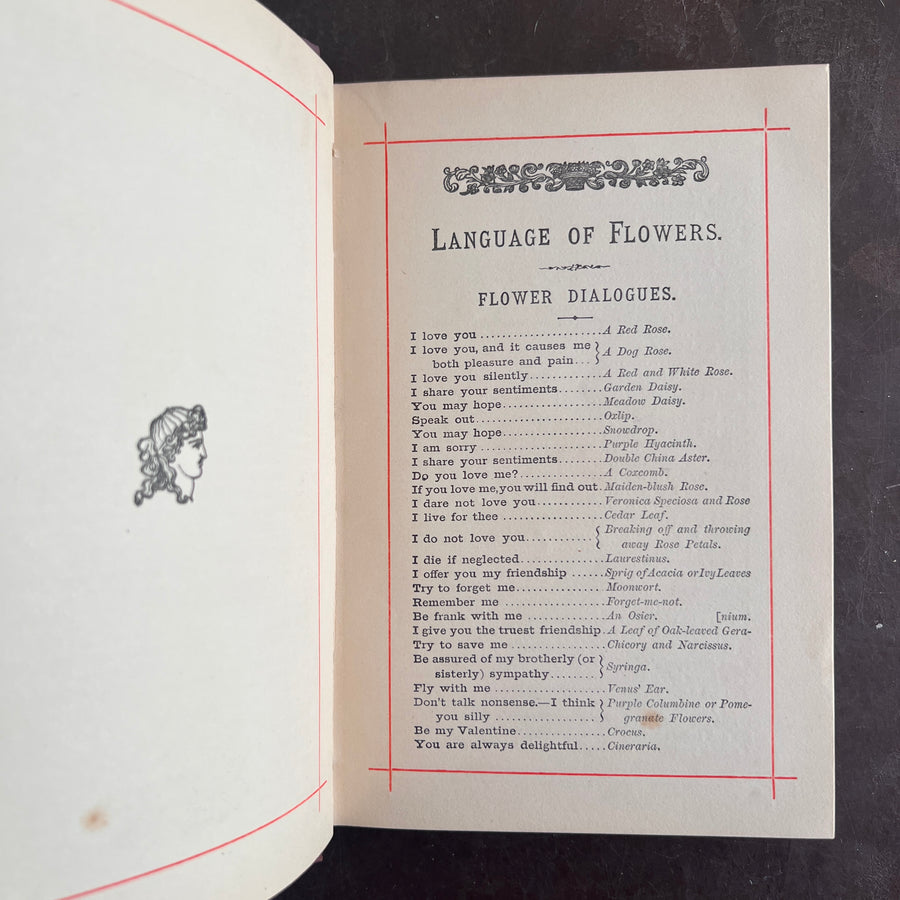 LANGUAGE OF FLOWERS.
FLOWER DIALOGUES.
I love you ...................... A Red Rose.
I love you, and it causes me } A Dog Rose.
both pleasure and pain... }
I love you silently............. A Red and White Rose.
I share your sentiments........ Garden Daisy.
You may hope.................. Meadow Daisy.
Speak out....................... Oxlip.
You may hope.................. Snowdrop.
I am sorry ...................... Purple Hyacinth.
I share your sentiments........ Double China Aster.
Do you love me?............... A Coxcomb.
If you love me, you will find out. Maiden-blush Rose.
I dare not love you............ Veronica Speciosa and Rose
I live for thee .................. Cedar Leaf.
I do not love you............ { Breaking off and throwing
away Rose Petals.
I die if neglected............... Laurestinus.
I offer you my friendship ...... Sprig of Acacia or Ivy Leaves
Try to forget me................ Moonwort.
Remember me .................. Forget-me-not.
Be frank with me .............. An Osier. [nium.
I give you the truest friendship. A Leaf of Oak-leaved Gera-
Try to save me ................. Chicory and Narcissus.
Be assured of my brotherly (or } Syringa.
sisterly) sympathy........ }
Fly with me .................... Venus' Ear.
Don't talk nonsense.—I think } Purple Columbine or Pome-
you silly .................. } granate Flowers.
Be my Valentine................ Crocus.
You are always delightful..... Cineraria.